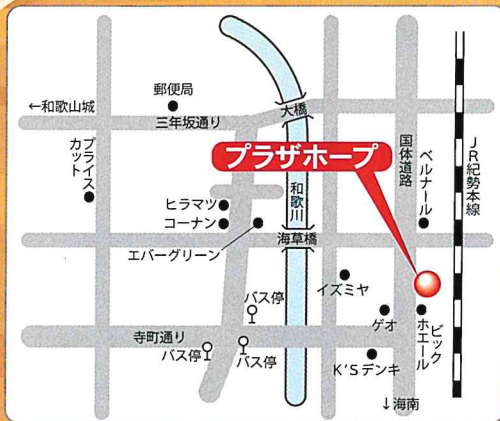 郵便局
←和歌山城
三年坂通り
大橋
プライス
カット
プラザホープ
国体道路
ベルナール
JR紀勢本線
ヒラマツ
コーナン
和歌川
エバーグリーン
海草橋
イズミヤ
バス停
ゲオ
ビック
ホエール
寺町通り
バス停
バス停
K'Sデンキ
↓海南